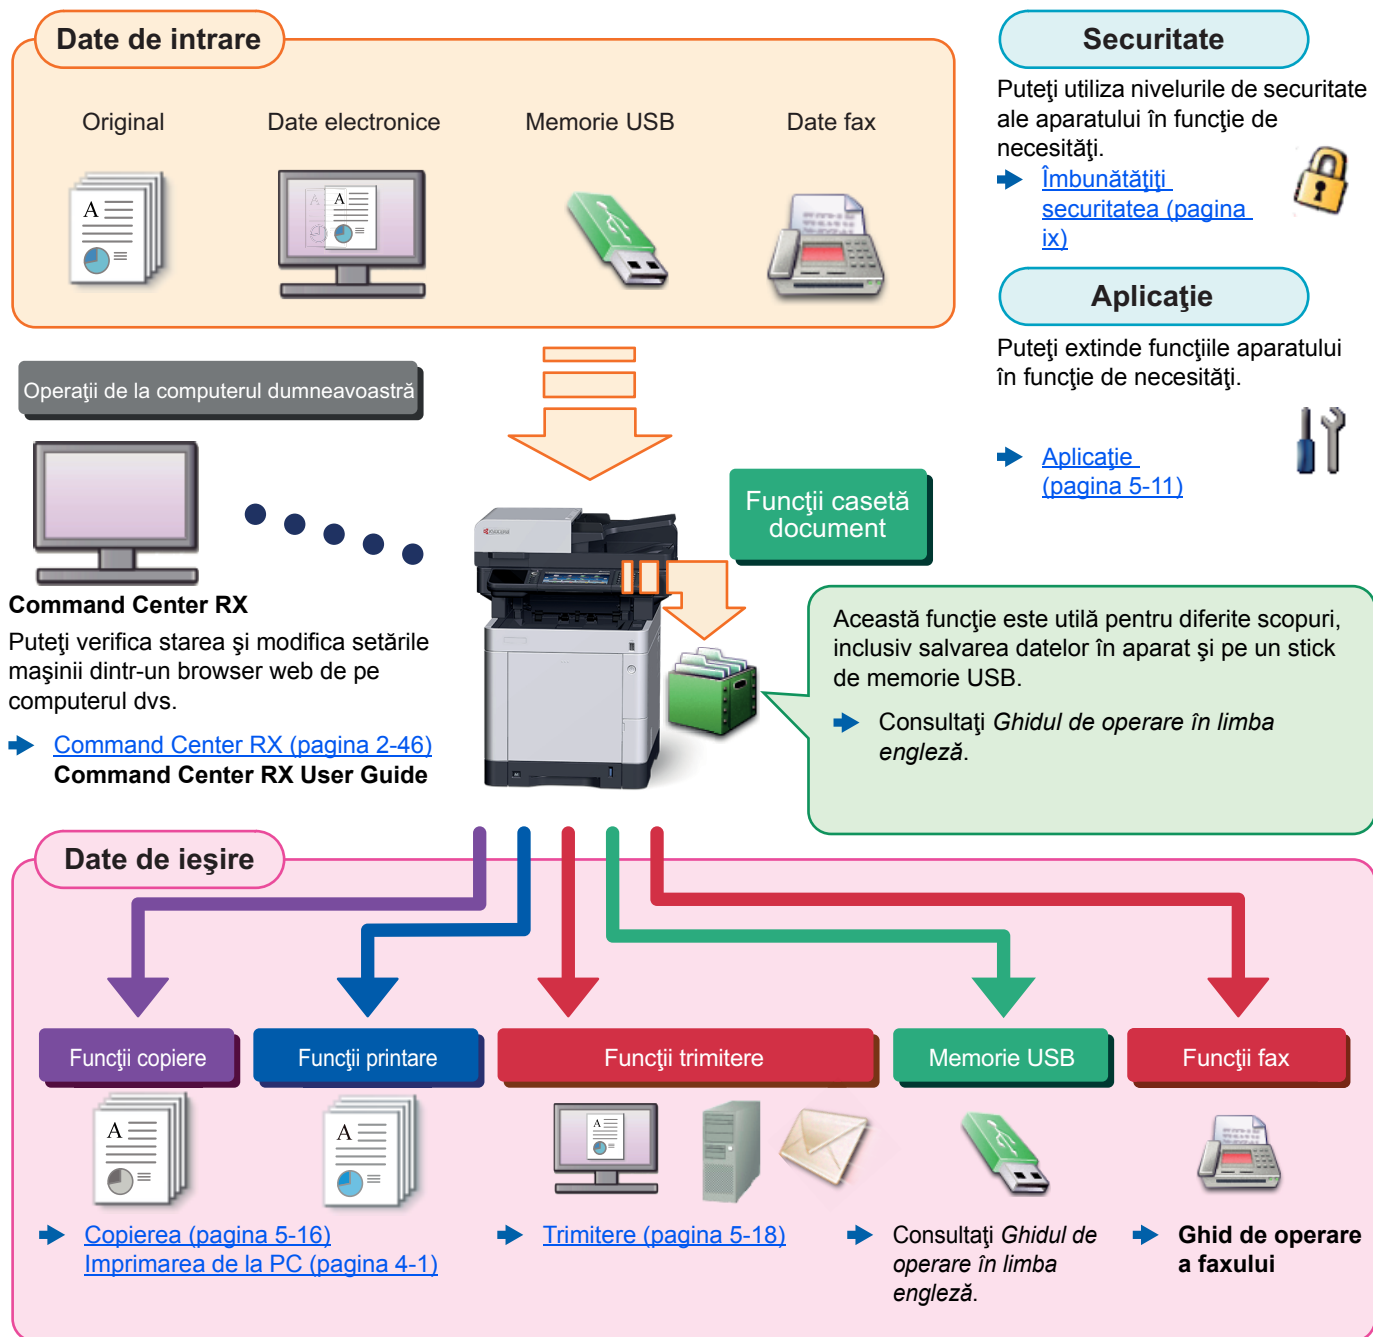 Date de intrare
Original
Date electronice
Memorie USB
Date fax
Securitate
Puteţi utiliza nivelurile de securitate
ale aparatului în funcţie de
necesităţi.
Îmbunătăţiţi
securitatea (pagina
ix)
Aplicaţie
Puteţi extinde funcţiile aparatului
în funcţie de necesităţi.
Aplicaţie
(pagina 5-11)
Operaţii de la computerul dumneavoastră
Command Center RX
Puteţi verifica starea şi modifica setările
maşinii dintr-un browser web de pe
computerul dvs.
Command Center RX (pagina 2-46)
Command Center RX User Guide
KYOCERA
Funcţii casetă
document
Această funcţie este utilă pentru diferite scopuri,
inclusiv salvarea datelor în aparat şi pe un stick
de memorie USB.
Consultaţi Ghidul de operare în limba
engleză.
Date de ieşire
Funcţii copiere
Funcţii printare
Funcţii trimitere
Memorie USB
Funcţii fax
Copierea (pagina 5-16)
Imprimarea de la PC (pagina 4-1)
Trimitere (pagina 5-18)
Consultaţi Ghidul de
operare în limba
engleză.
Ghid de operare
a faxului